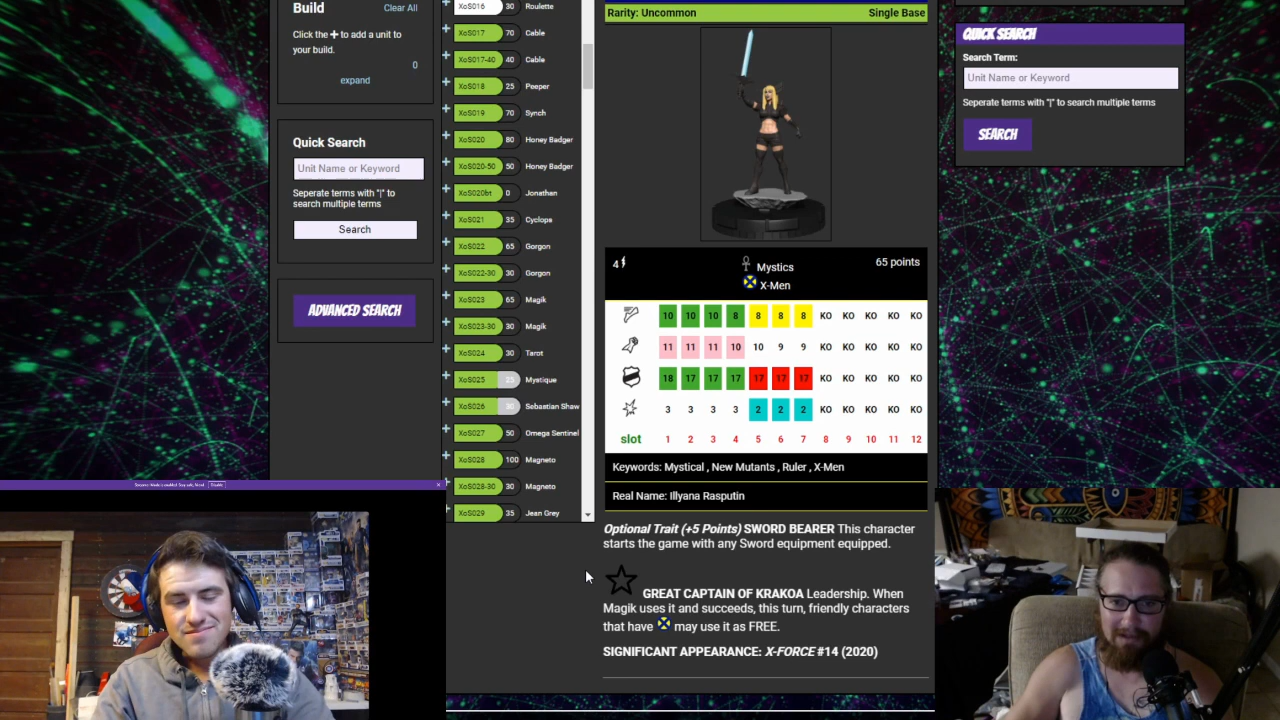 Build
Clear All
Click the + to add a unit to
your build.
0
expand
Quick Search
Unit Name or Keyword
Seperate terms with "|" to
search multiple terms
Search
ADVANCED SEARCH
XoS016 30 Roulette
XoS017 70 Cable
XoS017-40 40 Cable
XoS018 25 Peeper
XoS019 70 Synch
XoS020 80 Honey Badger
XoS020-50 50 Honey Badger
XoS020bt 0 Jonathan
XoS021 35 Cyclops
XoS022 65 Gorgon
XoS022-30 30 Gorgon
XoS023 65 Magik
XoS023-30 30 Magik
XoS024 30 Tarot
XoS025 Mystique
XoS026 Sebastian Shaw
XoS027 50 Omega Sentinel
XoS028 100 Magneto
XoS028-30 30 Magneto
XoS029 35 Jean Grey
Rarity: Uncommon
Single Base
4
Mystics
X-Men
65 points
10 10 10 8 8 8 8 KO KO KO KO KO
11 11 11 10 10 9 9 KO KO KO KO KO
18 17 17 17 17 17 17 KO KO KO KO KO
3 3 3 3 2 2 2 KO KO KO KO KO
slot 1 2 3 4 5 6 7 8 9 10 11 12
Keywords: Mystical , New Mutants , Ruler , X-Men
Real Name: Illyana Rasputin
Optional Trait (+5 Points) SWORD BEARER This character
starts the game with any Sword equipment equipped.
GREAT CAPTAIN OF KRAKOA Leadership. When
Magik uses it and succeeds, this turn, friendly characters
that have may use it as FREE.
SIGNIFICANT APPEARANCE: X-FORCE #14 (2020)
QUICK SEARCH
Search Term:
Unit Name or Keyword
Seperate terms with "|" to search multiple terms
SEARCH